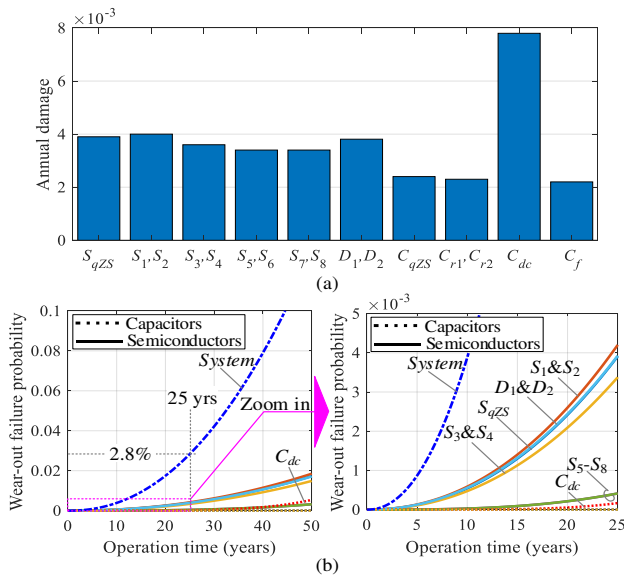 ×10⁻³
8
6
4
2
0
Annual damage
S_qZS S_1,S_2 S_3,S_4 S_5,S_6 S_7,S_8 D_1,D_2 C_qZS C_r1,C_r2 C_dc C_f
(a)
0.1
0.08
0.06
0.04
0.02
0
Wear-out failure probability
Capacitors
Semiconductors
System
25 yrs
Zoom in
2.8%
C_dc
0 10 20 30 40 50
Operation time (years)
×10⁻³
5
4
3
2
1
0
Wear-out failure probability
Capacitors
Semiconductors
System
S_1&S_2
D_1&D_2
S_qZS
S_3&S_4
S_5-S_8
C_dc
0 5 10 15 20 25
Operation time (years)
(b)